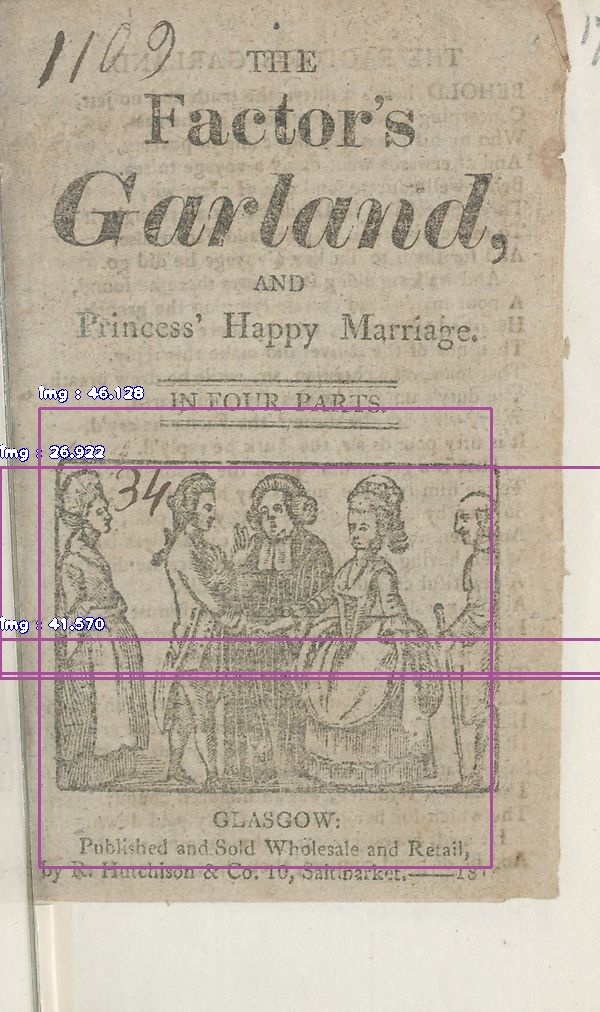 1109
THE
Factor's
Garland,
AND
Princess' Happy Marriage.
IN FOUR PARTS.
img : 46.128
img : 26.922
34
img : 41.570
GLASGOW:
Published and Sold Wholesale and Retail,
by R. Hutchison & Co. 10, Saltmarket.——18